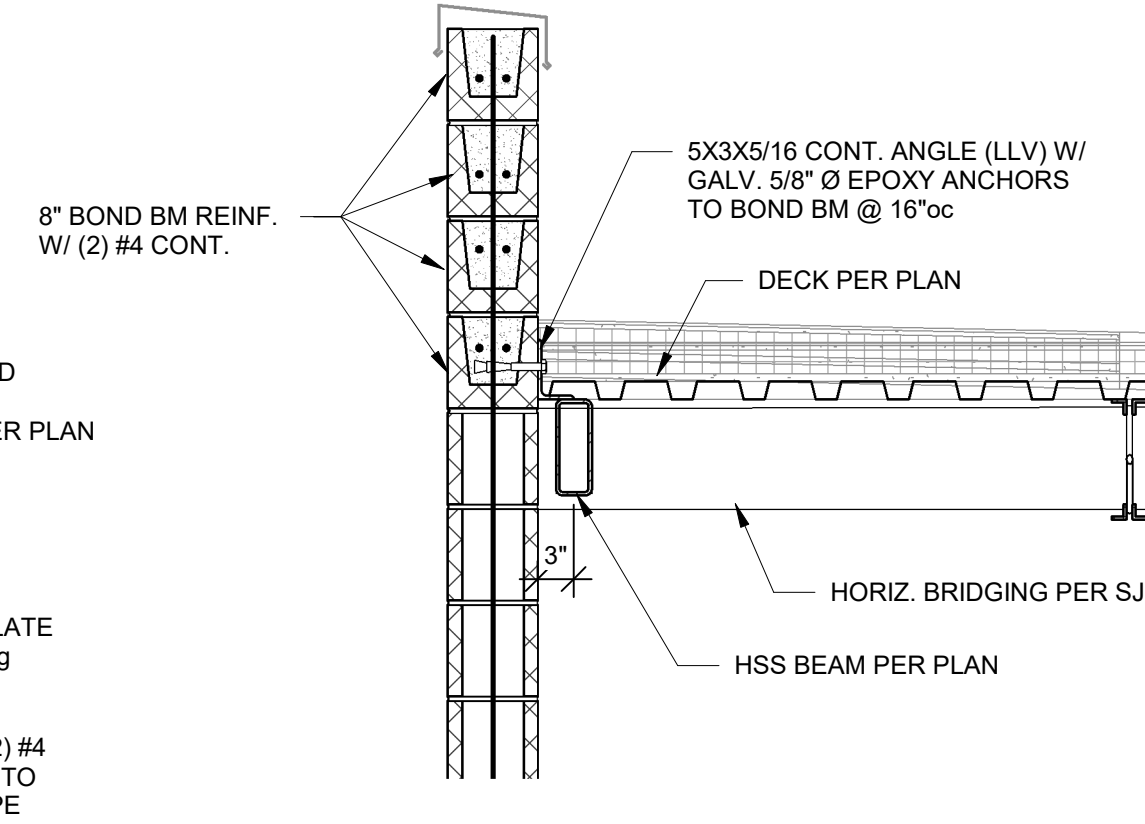 5X3X5/16 CONT. ANGLE (LLV) W/
GALV. 5/8" Ø EPOXY ANCHORS
TO BOND BM @ 16"oc
8" BOND BM REINF.
W/ (2) #4 CONT.
DECK PER PLAN
D
ER PLAN
3"
HORIZ. BRIDGING PER SJ
LATE
g
HSS BEAM PER PLAN
2) #4
TO
PE